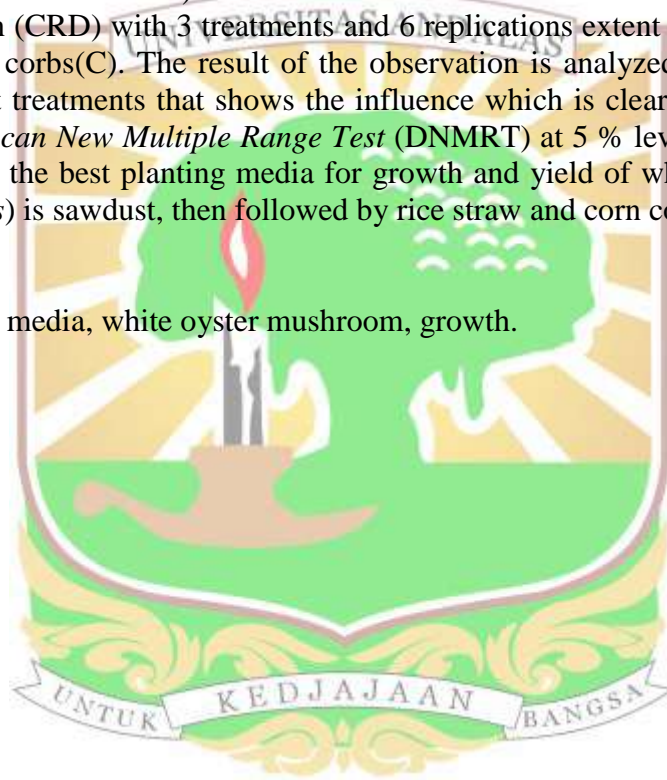 n (CRD) with 3 treatments and 6 replications extent
UNIVERSITAS ANDALAS
corbs(C). The result of the observation is analyzed
t treatments that shows the influence which is clear
can New Multiple Range Test (DNMRT) at 5 % lev
the best planting media for growth and yield of wh
s) is sawdust, then followed by rice straw and corn co
media, white oyster mushroom, growth.
UNTUK KEDJAJAAN BANGSA